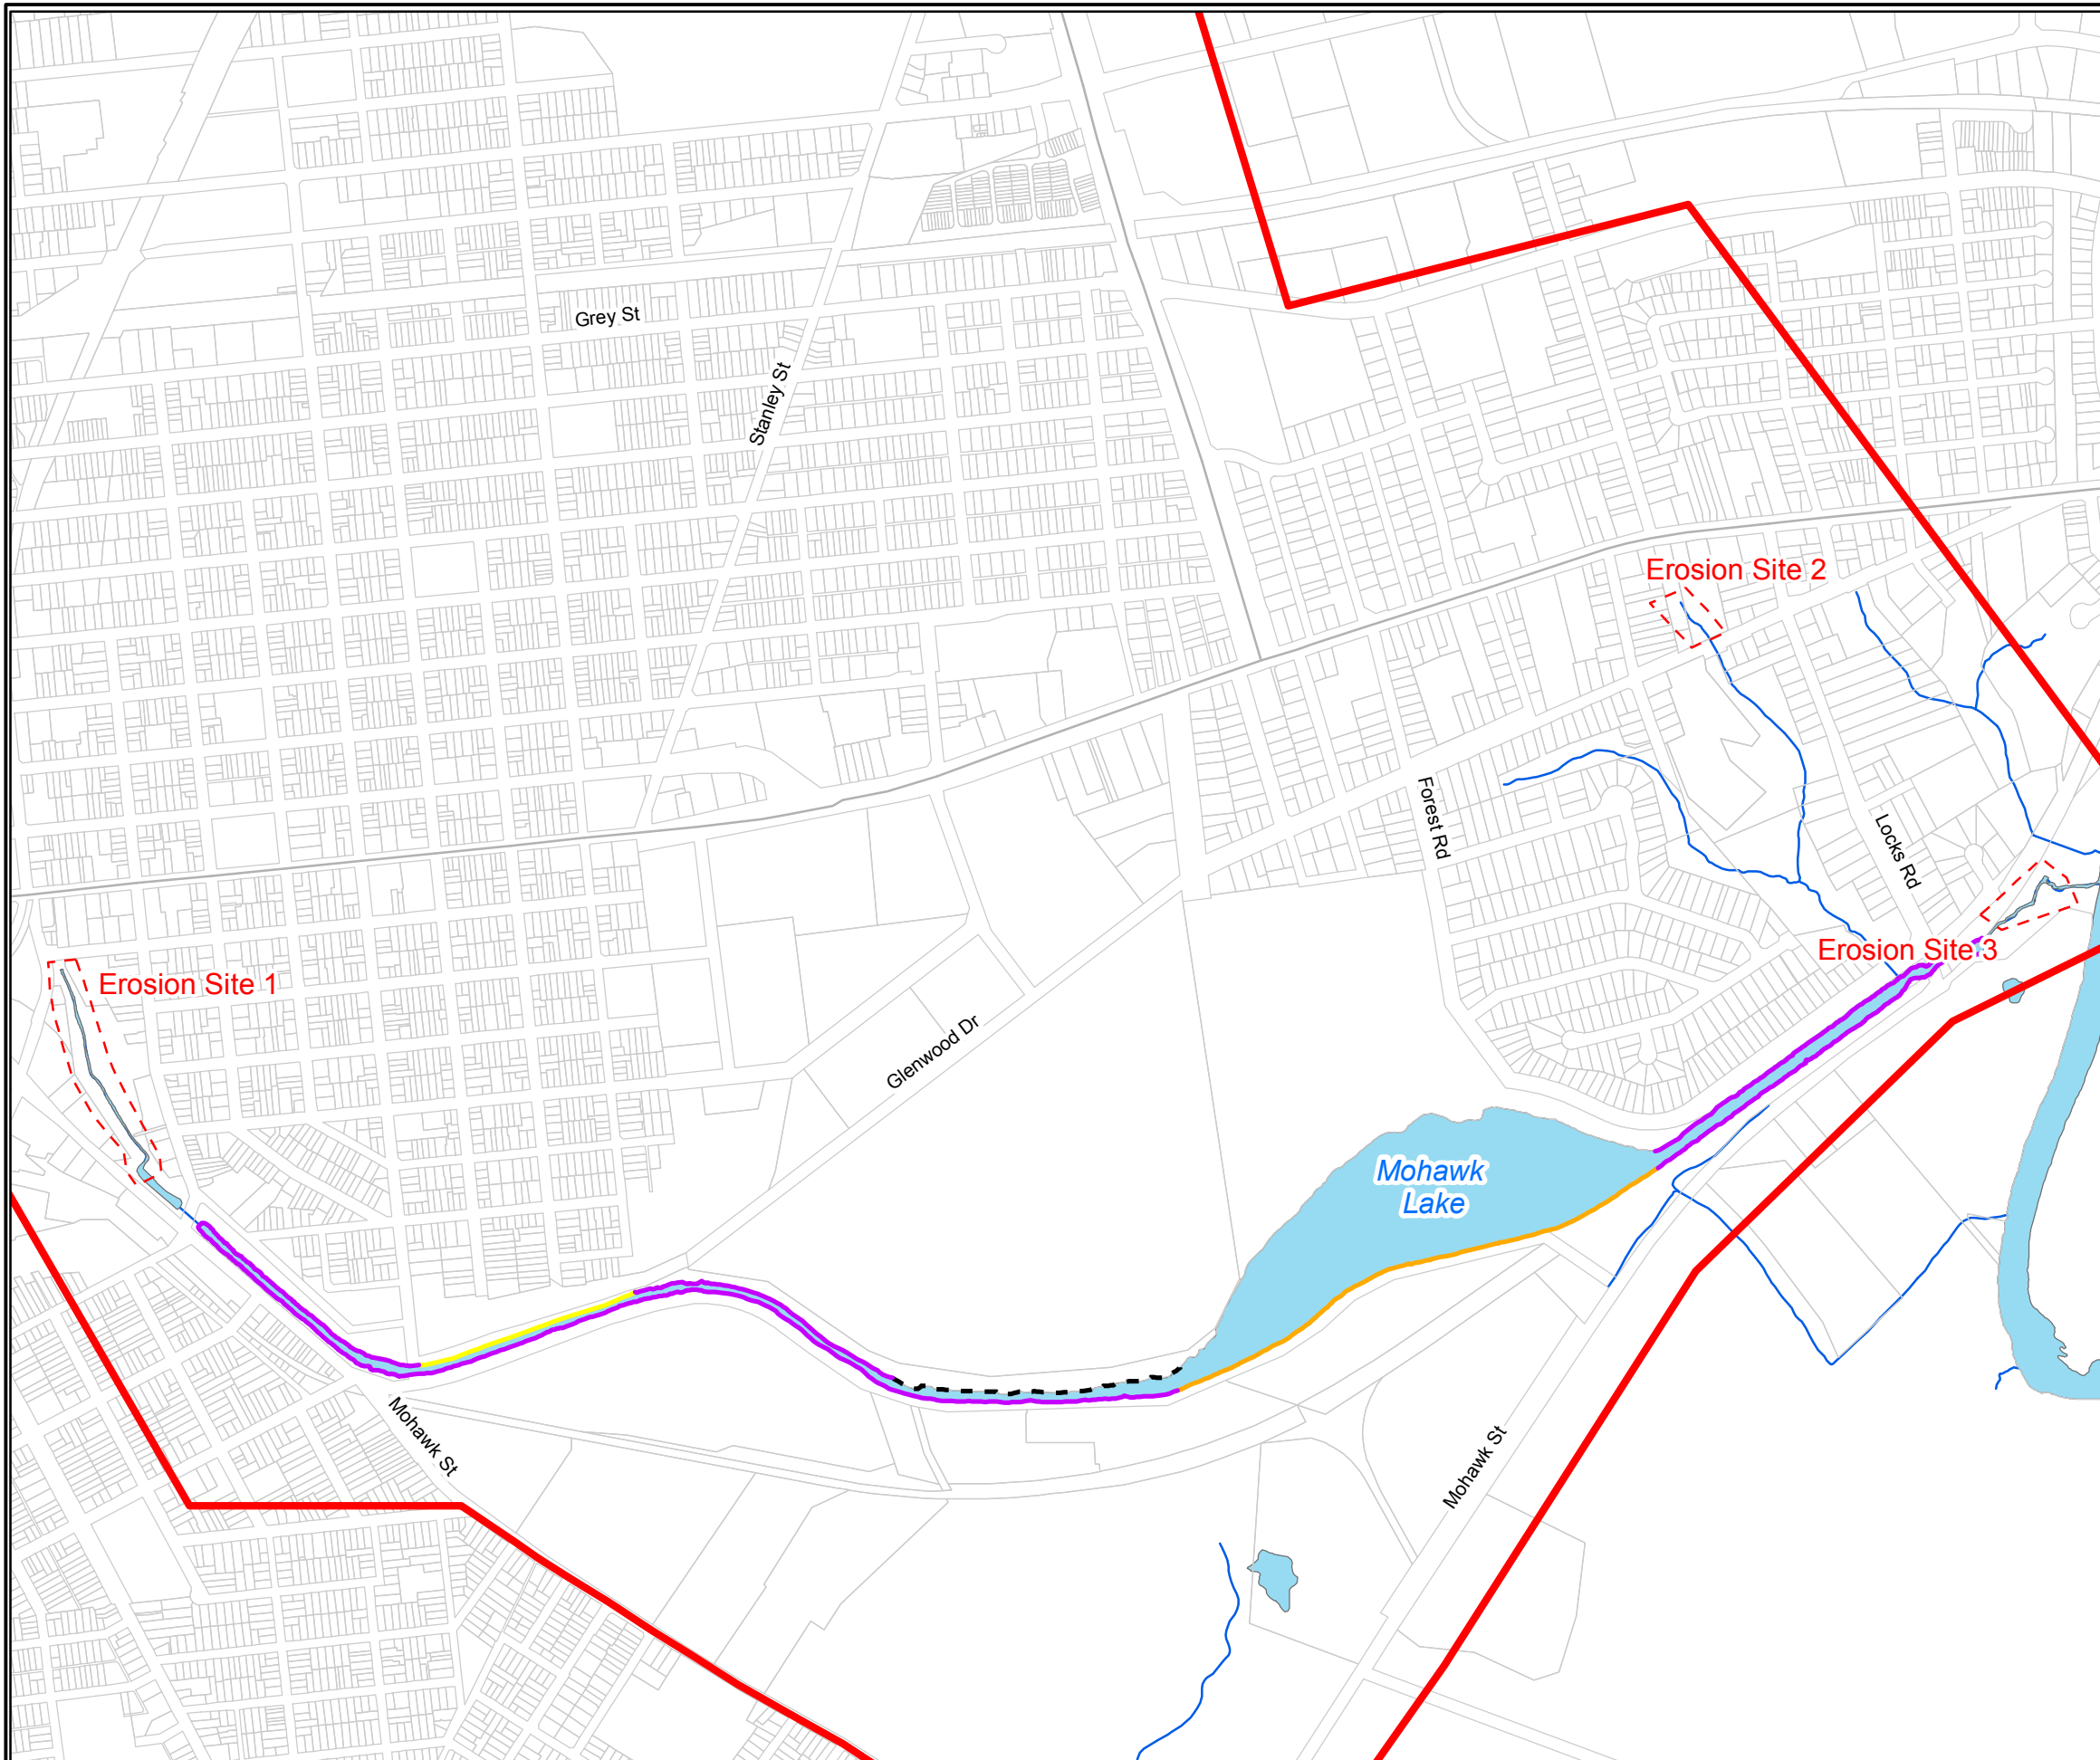 Grey St
Stanley St
Erosion Site 2
Forest Rd
Locks Rd
Erosion Site 3
Erosion Site 1
Glenwood Dr
Mohawk
Lake
Mohawk St
Mohawk St